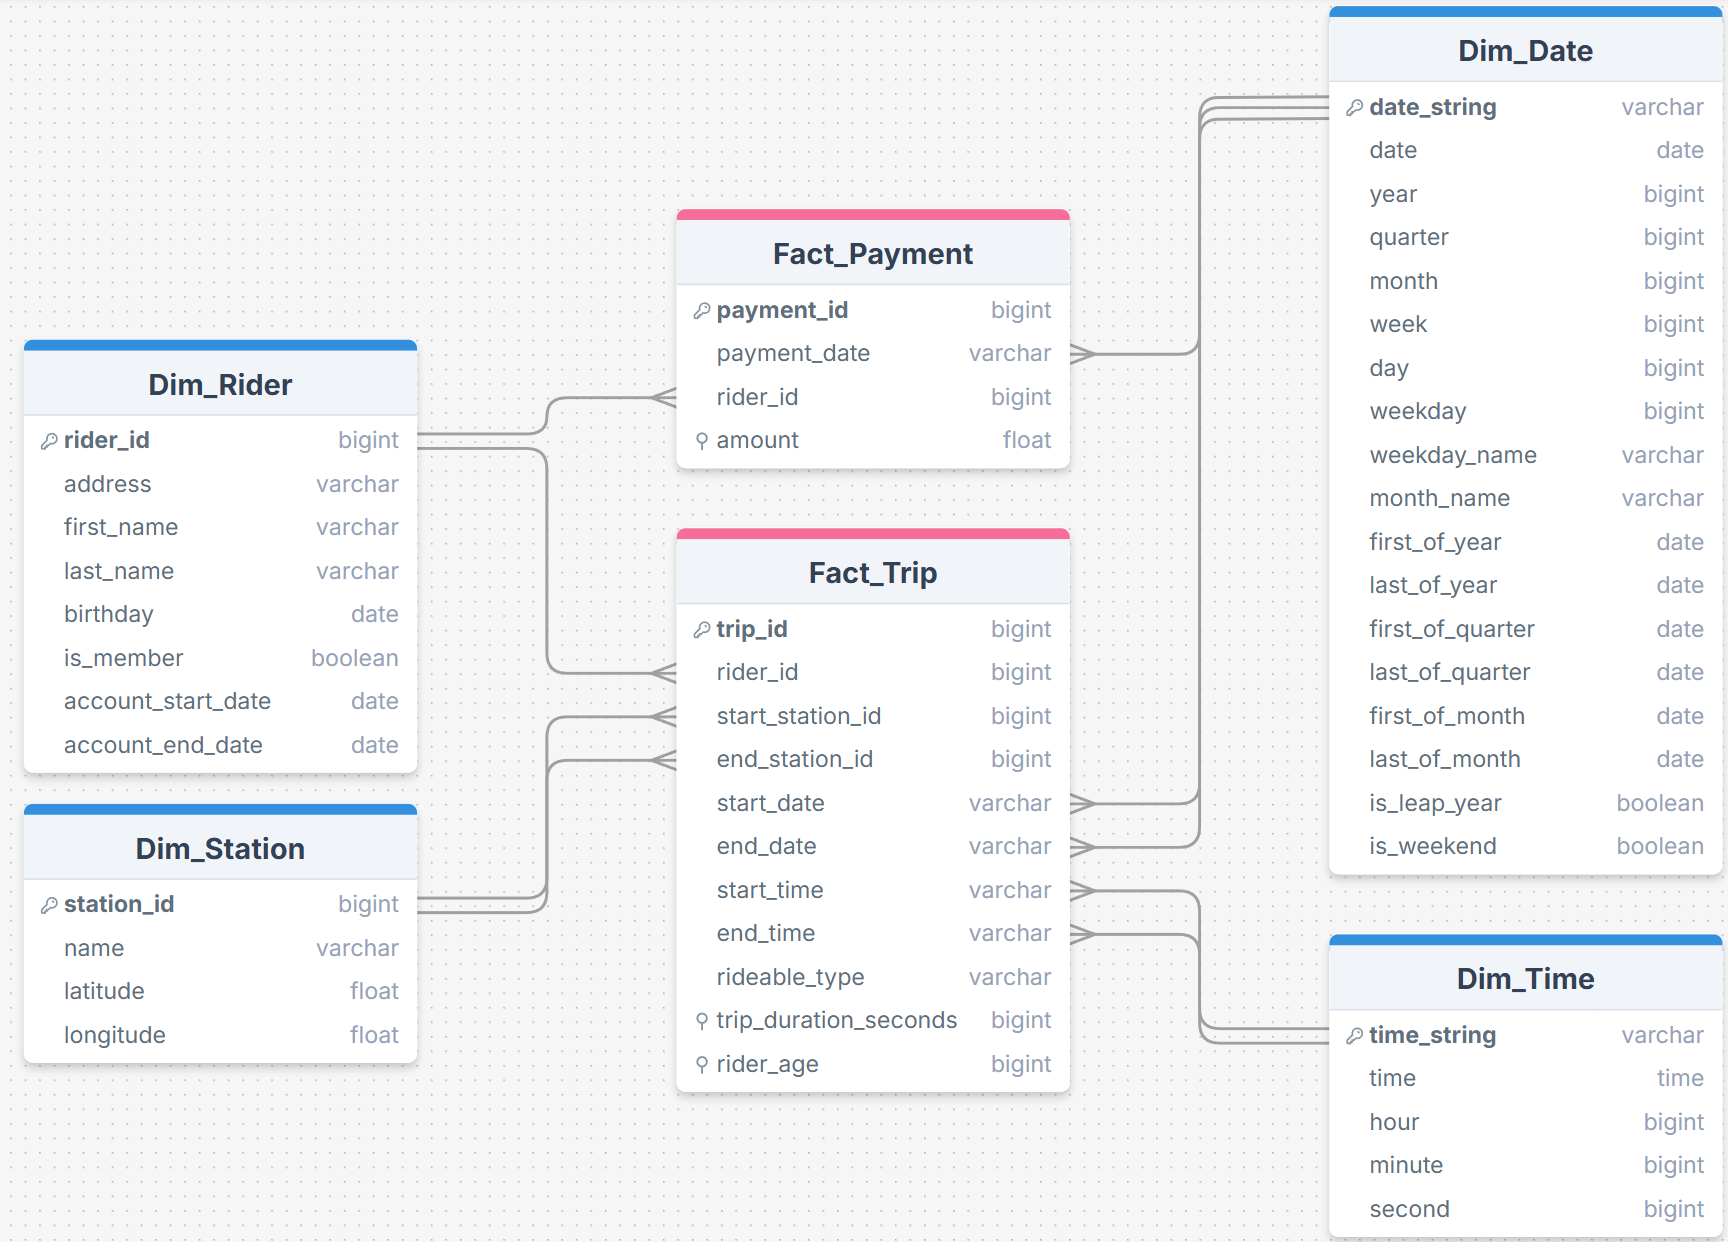 Dim_Rider
rider_id bigint
address varchar
first_name varchar
last_name varchar
birthday date
is_member boolean
account_start_date date
account_end_date date
Dim_Station
station_id bigint
name varchar
latitude float
longitude float
Fact_Payment
payment_id bigint
payment_date varchar
rider_id bigint
amount float
Fact_Trip
trip_id bigint
rider_id bigint
start_station_id bigint
end_station_id bigint
start_date varchar
end_date varchar
start_time varchar
end_time varchar
rideable_type varchar
trip_duration_seconds bigint
rider_age bigint
Dim_Date
date_string varchar
date date
year bigint
quarter bigint
month bigint
week bigint
day bigint
weekday bigint
weekday_name varchar
month_name varchar
first_of_year date
last_of_year date
first_of_quarter date
last_of_quarter date
first_of_month date
last_of_month date
is_leap_year boolean
is_weekend boolean
Dim_Time
time_string varchar
time time
hour bigint
minute bigint
second bigint